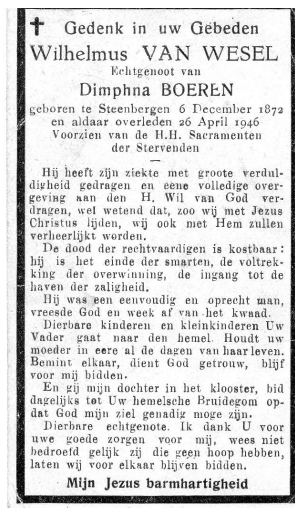 ✝ Gedenk in uw Gebeden
Wilhelmus VAN WESEL
Echtgenoot van
Dimphna BOEREN
geboren te Steenbergen 6 December 1872
en aldaar overleden 26 April 1946
Voorzien van de H.H. Sacramenten
der Stervenden
Hij heeft zijn ziekte met groote verdul-
digheid gedragen en eene volledige over-
geving aan den H. Wil van God ver-
dragen, wel wetend dat, zoo wij met Jezus
Christus lijden, wij ook met Hem zullen
verheerlijkt worden.
De dood der rechtvaardigen is kostbaar:
hij is het einde der smarten, de voltrek-
king der overwinning, de ingang tot de
haven der zaligheid.
Hij was een eenvoudig en oprecht man,
vreesde God en week af van het kwaad.
Dierbare kinderen en kleinkinderen Uw
Vader gaat naar den hemel. Houdt uw
moeder in eere al de dagen van haar leven.
Bemint elkaar, dient God getrouw, blijf
voor mij bidden.
En gij mijn dochter in het klooster, bid
dagelijks tot Uw hemelsche Bruidegom op-
dat God mijn ziel genadig moge zijn.
Dierbare echtgenoote. Ik dank U voor
uwe goede zorgen voor mij, wees niet
bedroefd gelijk zij die geen hoop hebben,
laten wij voor elkaar blijven bidden.
Mijn Jezus barmhartigheid